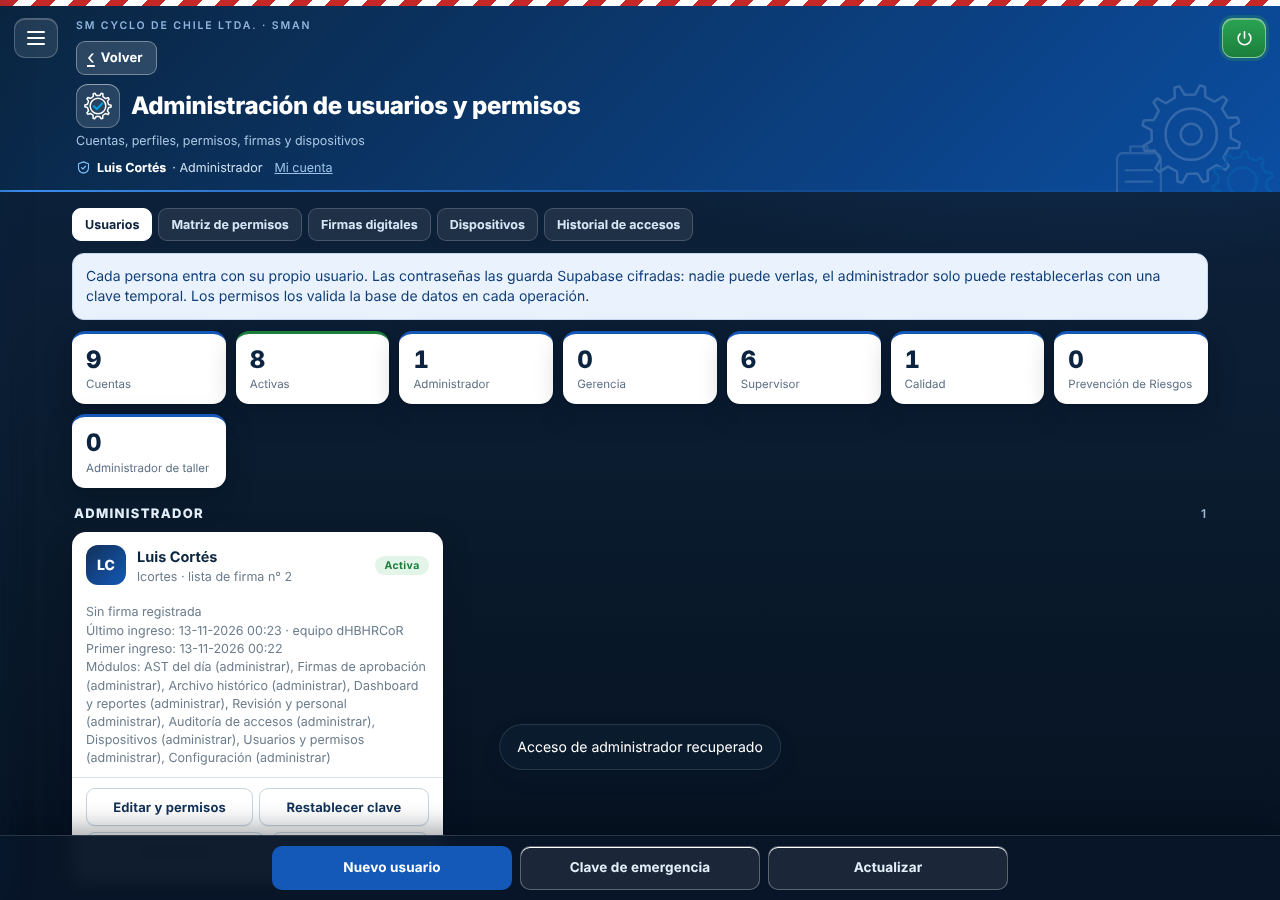 SM CYCLO DE CHILE LTDA. · SMAN
‹ Volver
Administración de usuarios y permisos
Cuentas, perfiles, permisos, firmas y dispositivos
Luis Cortés · Administrador Mi cuenta
Usuarios Matriz de permisos Firmas digitales Dispositivos Historial de accesos
Cada persona entra con su propio usuario. Las contraseñas las guarda Supabase cifradas: nadie puede verlas, el administrador solo puede restablecerlas con una
clave temporal. Los permisos los valida la base de datos en cada operación.
9 8 1 0 6 1 0
Cuentas Activas Administrador Gerencia Supervisor Calidad Prevención de Riesgos
0
Administrador de taller
ADMINISTRADOR 1
LC Luis Cortés Activa
lcortes · lista de firma nº 2
Sin firma registrada
Último ingreso: 13-11-2026 00:23 · equipo dHBHRCoR
Primer ingreso: 13-11-2026 00:22
Módulos: AST del día (administrar), Firmas de aprobación
(administrar), Archivo histórico (administrar), Dashboard
y reportes (administrar), Revisión y personal
(administrar), Auditoría de accesos (administrar),
Dispositivos (administrar), Usuarios y permisos
(administrar), Configuración (administrar)
Acceso de administrador recuperado
Editar y permisos Restablecer clave
Nuevo usuario Clave de emergencia Actualizar